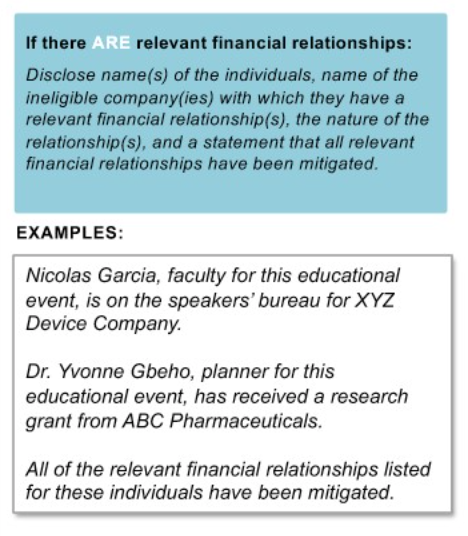 If there ARE relevant financial relationships:
Disclose name(s) of the individuals, name of the
ineligible company(ies) with which they have a
relevant financial relationship(s), the nature of the
relationship(s), and a statement that all relevant
financial relationships have been mitigated.
EXAMPLES:
Nicolas Garcia, faculty for this educational
event, is on the speakers' bureau for XYZ
Device Company.
Dr. Yvonne Gbeho, planner for this
educational event, has received a research
grant from ABC Pharmaceuticals.
All of the relevant financial relationships listed
for these individuals have been mitigated.